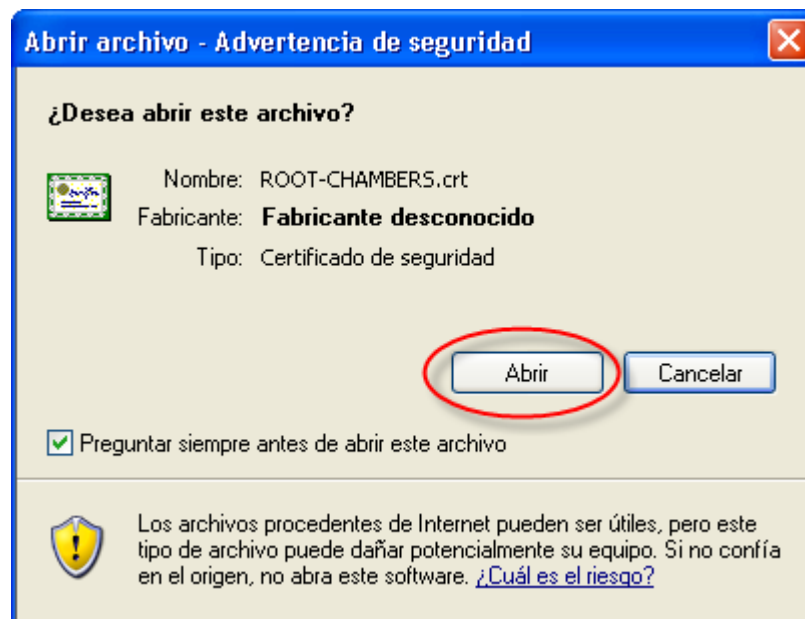 Abrir archivo - Advertencia de seguridad
¿Desea abrir este archivo?
Nombre: ROOT-CHAMBERS.crt
Fabricante: Fabricante desconocido
Tipo: Certificado de seguridad
Abrir Cancelar
Preguntar siempre antes de abrir este archivo
Los archivos procedentes de Internet pueden ser útiles, pero este
tipo de archivo puede dañar potencialmente su equipo. Si no confía
en el origen, no abra este software. ¿Cuál es el riesgo?